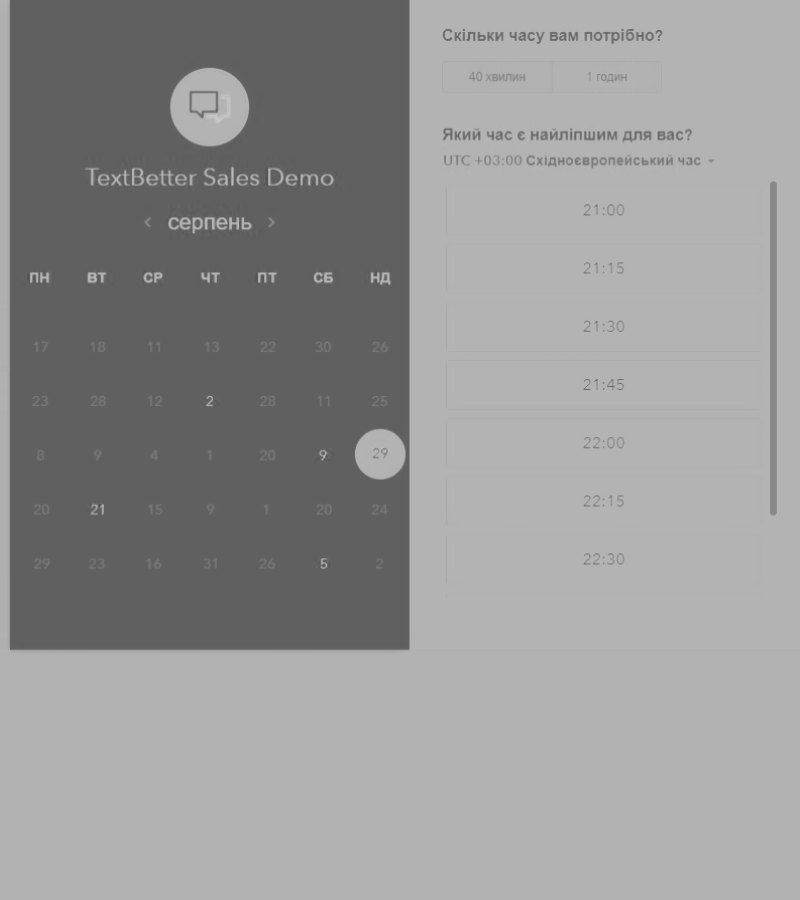 TextBetter Sales Demo
серпень
ПН ВТ СР ЧТ ПТ СБ НД
17 18 11 13 22 30 26
23 28 12 2 28 11 25
8 9 4 1 20 9 29
20 21 15 9 1 20 24
29 23 16 31 26 5 2
Скільки часу вам потрібно?
40 хвилин 1 годин
Який час є найліпшим для вас?
UTC +03:00 Східноєвропейський час
21:00
21:15
21:30
21:45
22:00
22:15
22:30